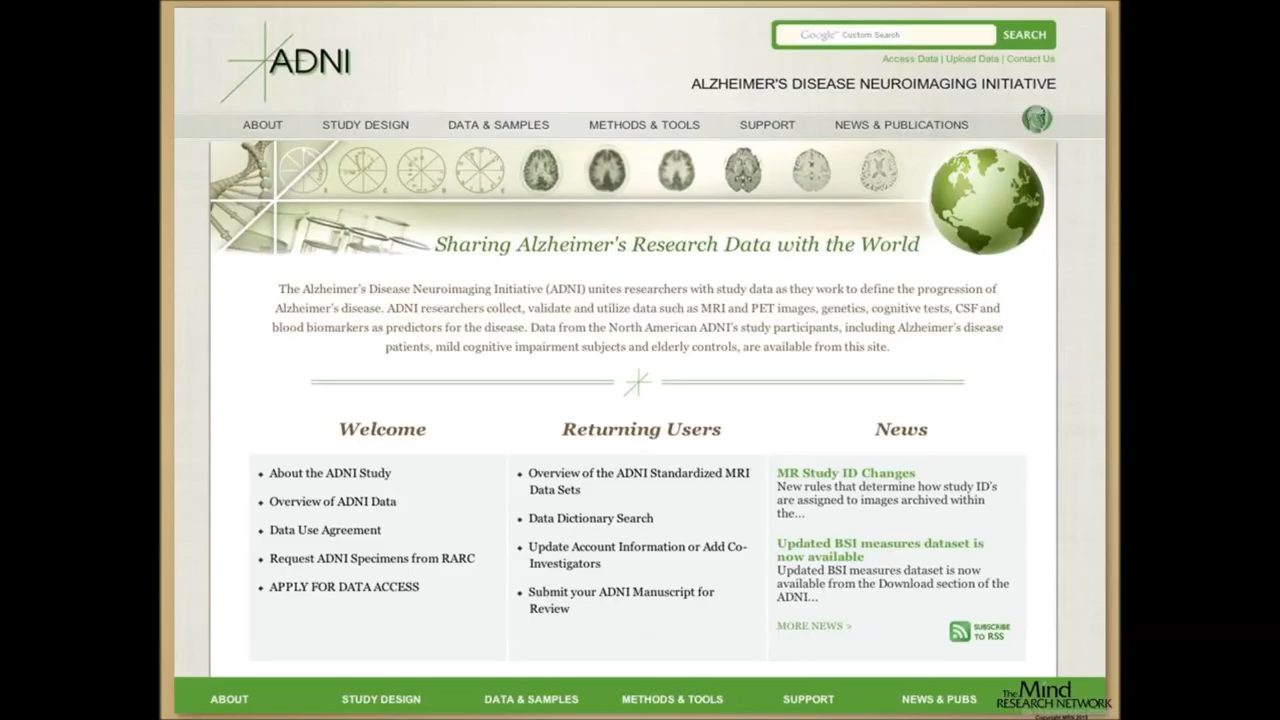 ADNI
Google™ Custom Search
SEARCH
Access Data | Upload Data | Contact Us
ALZHEIMER'S DISEASE NEUROIMAGING INITIATIVE
ABOUT STUDY DESIGN DATA & SAMPLES METHODS & TOOLS SUPPORT NEWS & PUBLICATIONS
Sharing Alzheimer's Research Data with the World
The Alzheimer's Disease Neuroimaging Initiative (ADNI) unites researchers with study data as they work to define the progression of
Alzheimer's disease. ADNI researchers collect, validate and utilize data such as MRI and PET images, genetics, cognitive tests, CSF and
blood biomarkers as predictors for the disease. Data from the North American ADNI's study participants, including Alzheimer's disease
patients, mild cognitive impairment subjects and elderly controls, are available from this site.
Welcome
About the ADNI Study
Overview of ADNI Data
Data Use Agreement
Request ADNI Specimens from RARC
APPLY FOR DATA ACCESS
Returning Users
Overview of the ADNI Standardized MRI
Data Sets
Data Dictionary Search
Update Account Information or Add Co-
Investigators
Submit your ADNI Manuscript for
Review
News
MR Study ID Changes
New rules that determine how study ID's
are assigned to images archived within
the...
Updated BSI measures dataset is
now available
Updated BSI measures dataset is now
available from the Download section of the
ADNI...
MORE NEWS >
SUBSCRIBE
TO RSS
ABOUT STUDY DESIGN DATA & SAMPLES METHODS & TOOLS SUPPORT NEWS & PUBS
The Mind
RESEARCH NETWORK